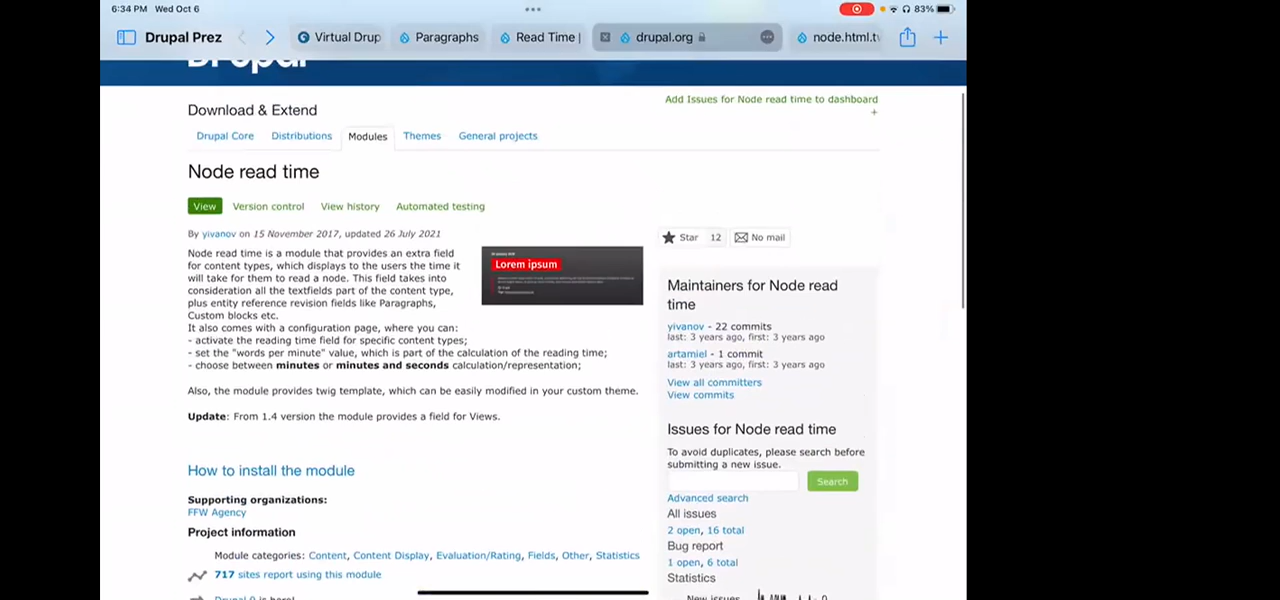 6:34 PM Wed Oct 6
83%
Drupal Prez
Virtual Drup
Paragraphs
Read Time |
drupal.org
node.html.tw
Download & Extend
Add Issues for Node read time to dashboard
+
Drupal Core Distributions Modules Themes General projects
Node read time
View Version control View history Automated testing
By yivanov on 15 November 2017, updated 26 July 2021
Node read time is a module that provides an extra field
for content types, which displays to the users the time it
will take for them to read a node. This field takes into
consideration all the textfields part of the content type,
plus entity reference revision fields like Paragraphs,
Custom blocks etc.
It also comes with a configuration page, where you can:
- activate the reading time field for specific content types;
- set the "words per minute" value, which is part of the calculation of the reading time;
- choose between minutes or minutes and seconds calculation/representation;
Also, the module provides twig template, which can be easily modified in your custom theme.
Update: From 1.4 version the module provides a field for Views.
Lorem ipsum
How to install the module
Supporting organizations:
FFW Agency
Project information
Module categories: Content, Content Display, Evaluation/Rating, Fields, Other, Statistics
717 sites report using this module
Star 12 No mail
Maintainers for Node read
time
yivanov - 22 commits
last: 3 years ago, first: 3 years ago
artamiel - 1 commit
last: 3 years ago, first: 3 years ago
View all committers
View commits
Issues for Node read time
To avoid duplicates, please search before
submitting a new issue.
Search
Advanced search
All issues
2 open, 16 total
Bug report
1 open, 6 total
Statistics
New issues